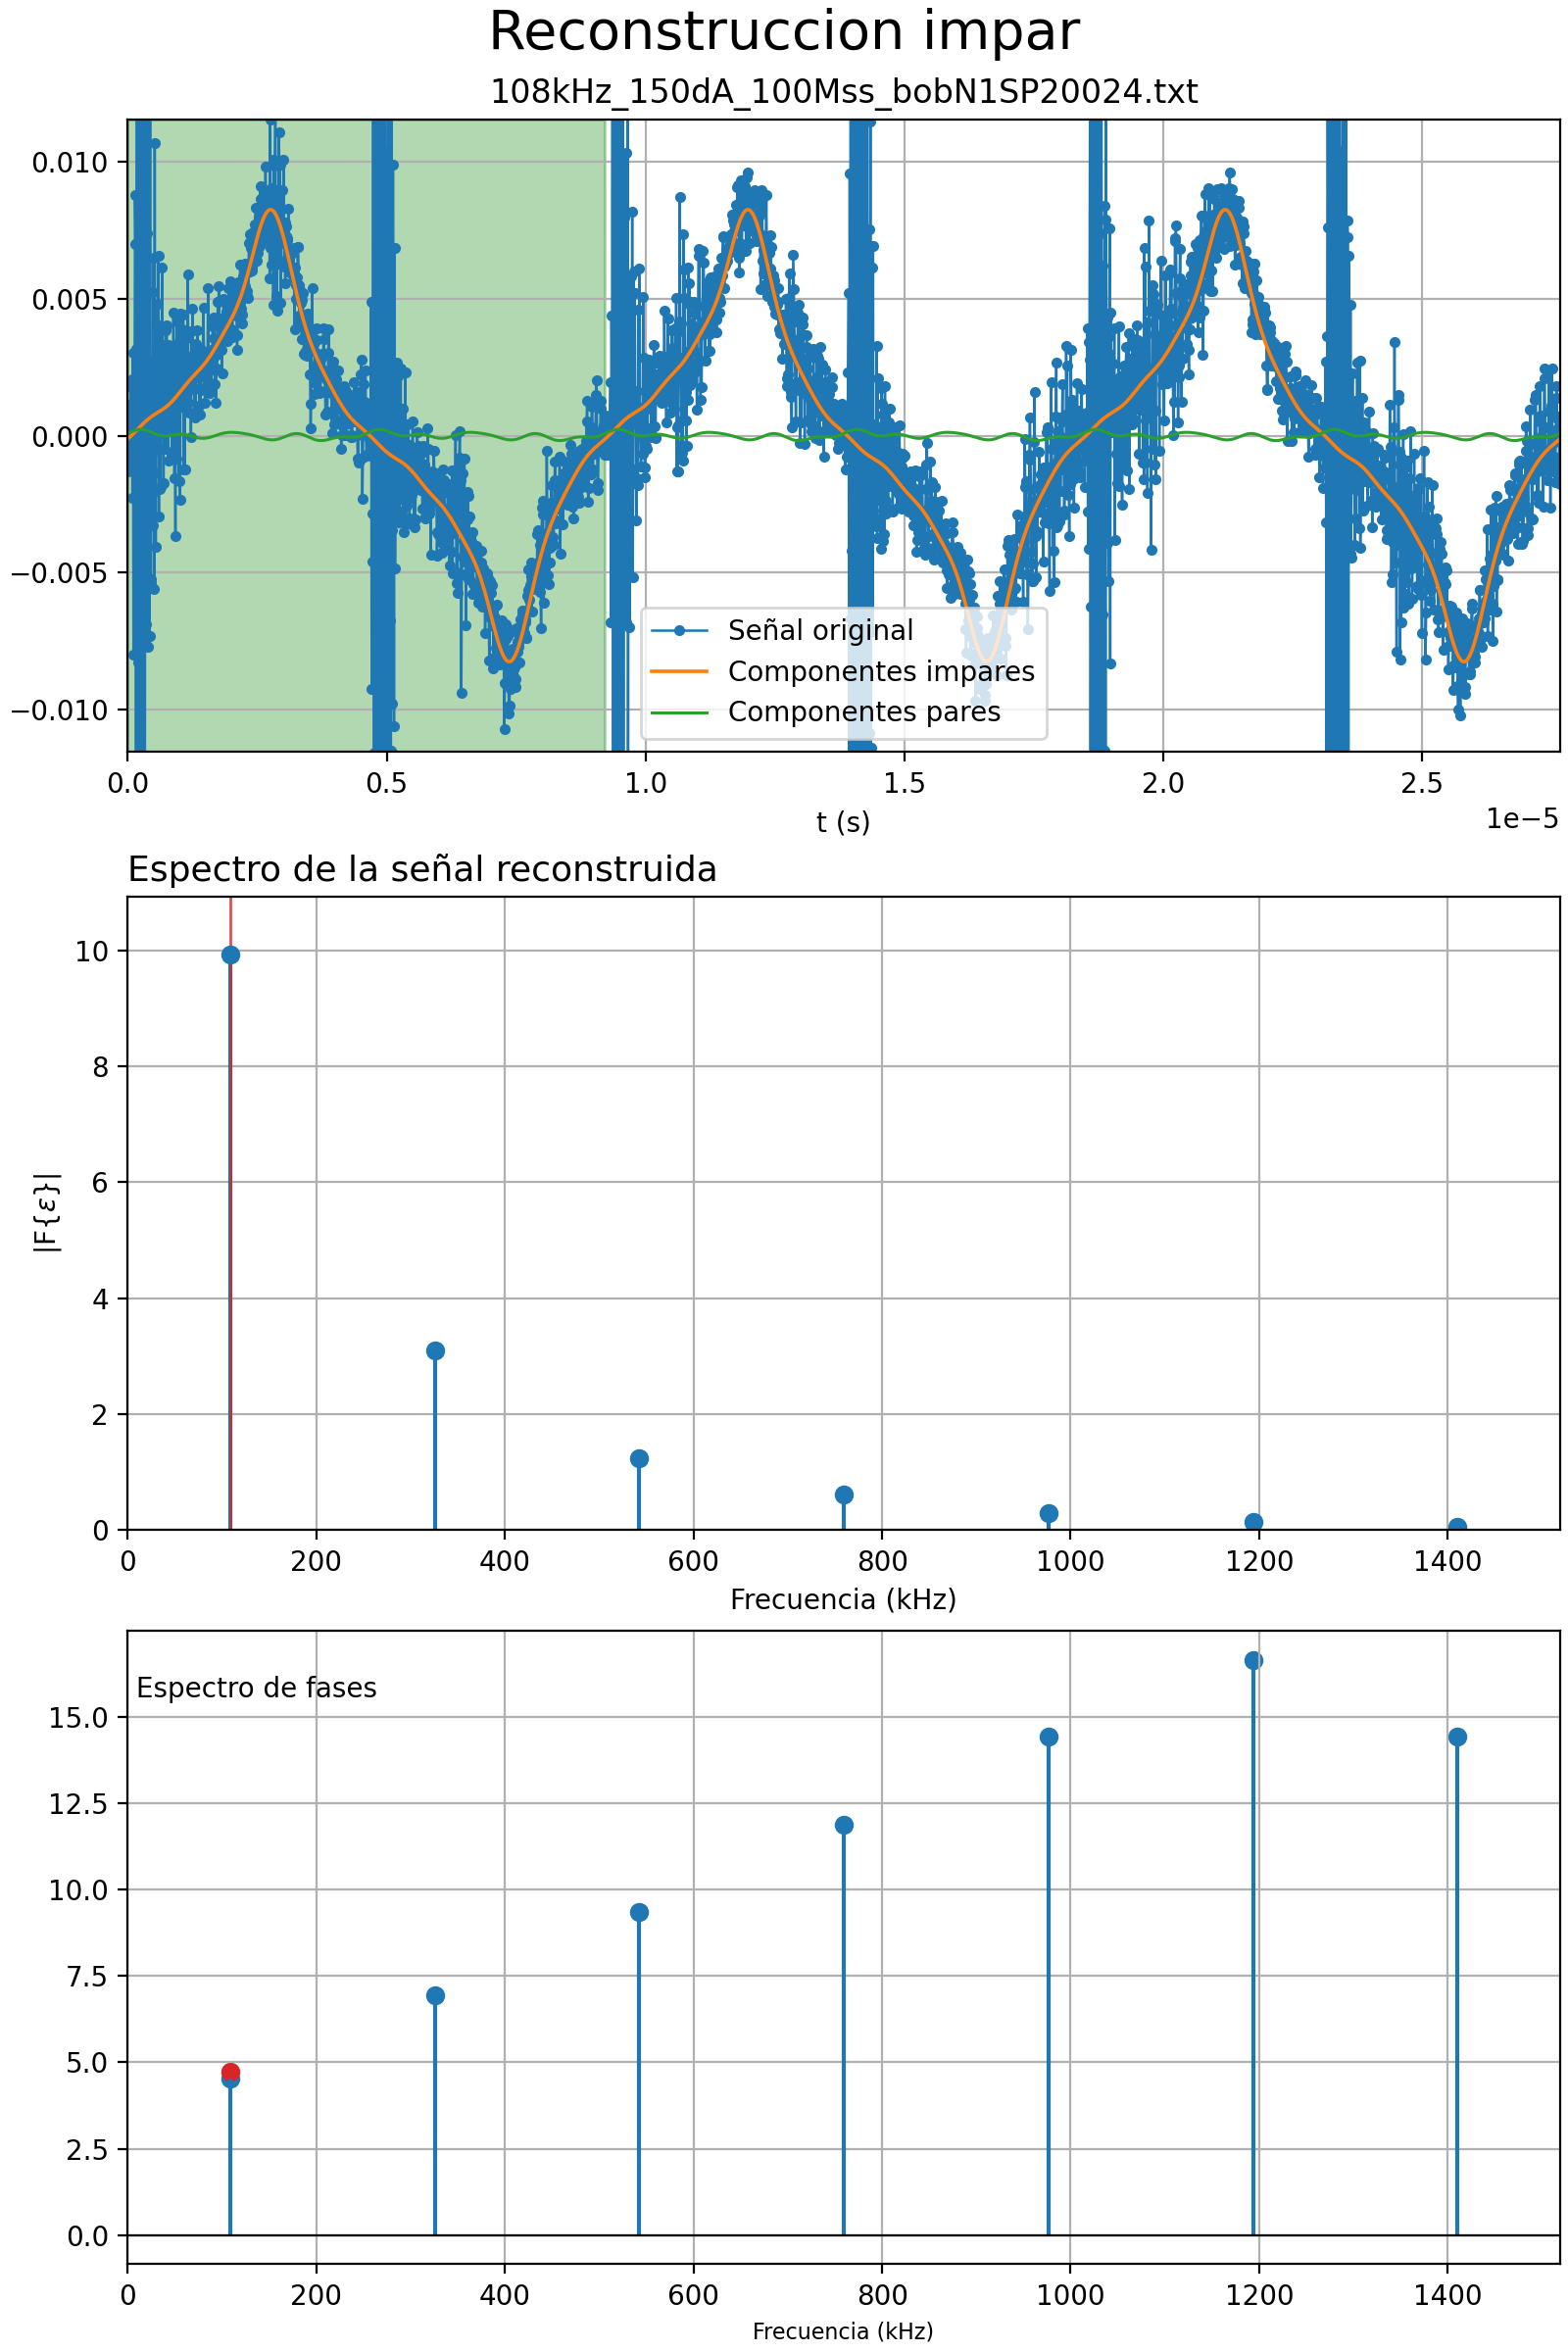 Reconstruccion impar
108kHz_150dA_100Mss_bobN1SP20024.txt
0.010
0.005
0.000
−0.005
−0.010
Señal original
Componentes impares
Componentes pares
0.0 0.5 1.0 1.5 2.0 2.5
1e−5
t (s)
Espectro de la señal reconstruida
10
8
6
4
2
0
|F{ε}|
0 200 400 600 800 1000 1200 1400
Frecuencia (kHz)
Espectro de fases
15.0
12.5
10.0
7.5
5.0
2.5
0.0
0 200 400 600 800 1000 1200 1400
Frecuencia (kHz)